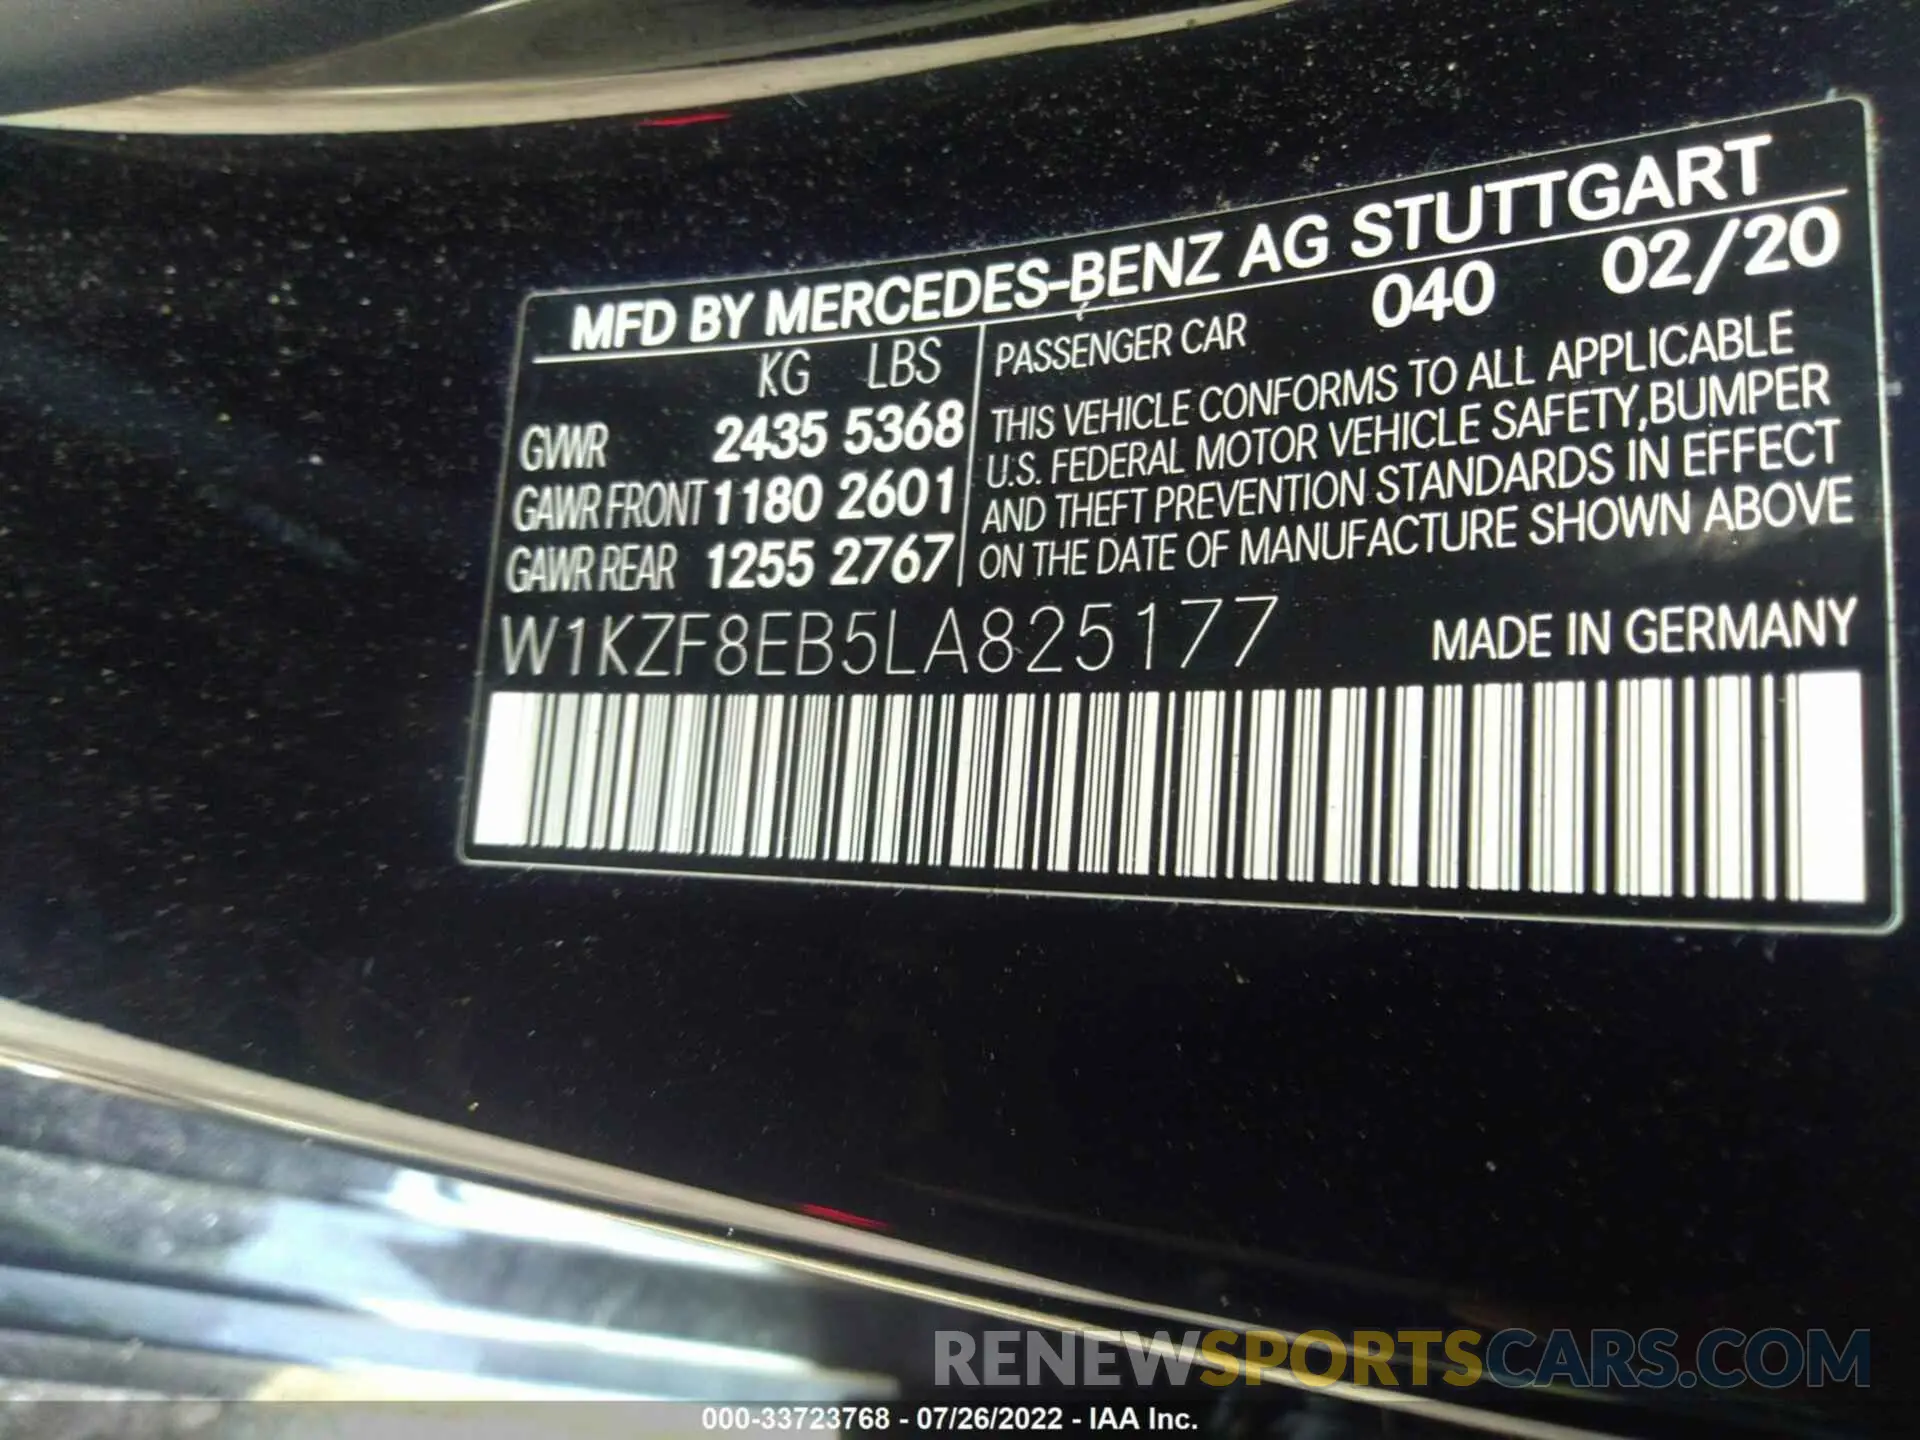 MFD BY MERCEDES-BENZ AG STUTTGART
KG LBS
PASSENGER CAR 040 02/20
GVWR 2435 5368
GAWR FRONT 1180 2601
GAWR REAR 1255 2767
THIS VEHICLE CONFORMS TO ALL APPLICABLE
U.S. FEDERAL MOTOR VEHICLE SAFETY,BUMPER
AND THEFT PREVENTION STANDARDS IN EFFECT
ON THE DATE OF MANUFACTURE SHOWN ABOVE
W1KZF8EB5LA825177 MADE IN GERMANY
RENEWSPORTSCARS.COM
000-33723768 - 07/26/2022 - IAA Inc.